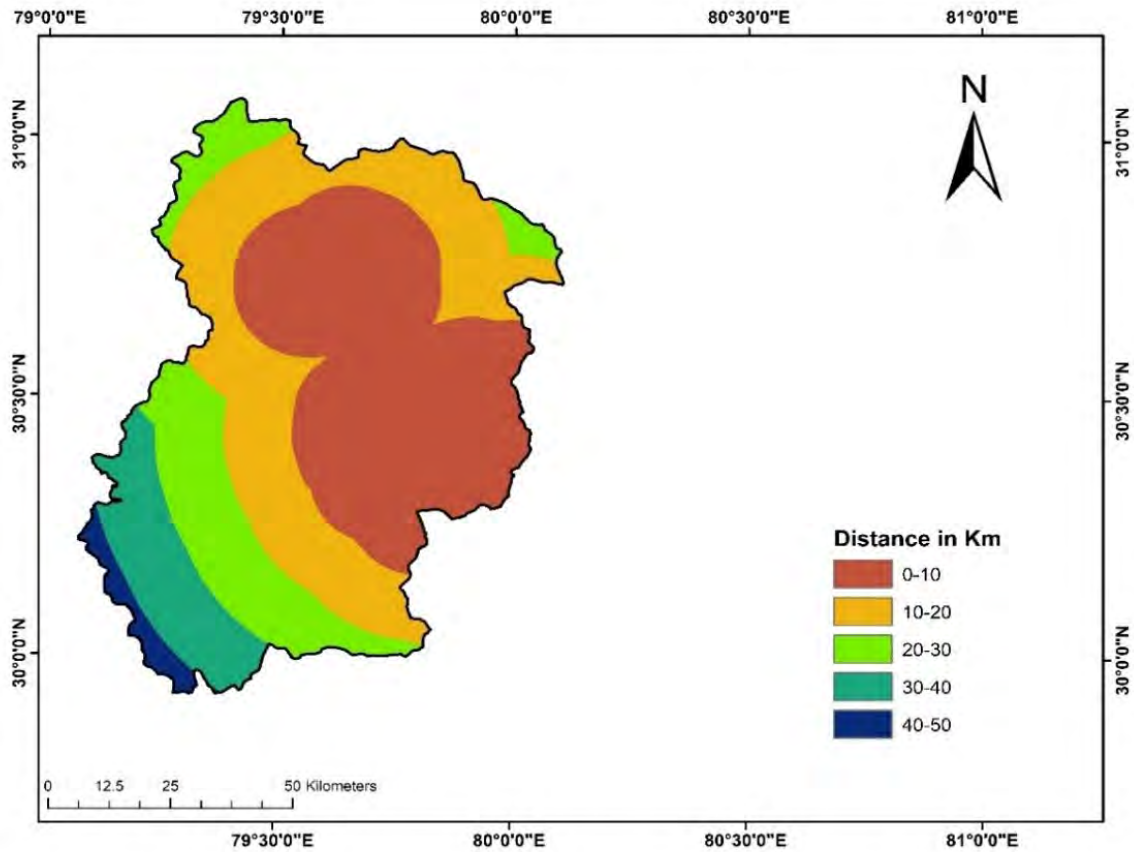 79°0'0"E 79°30'0"E 80°0'0"E 80°30'0"E 81°0'0"E
N
31°0'0"N 31°0'0"N
30°30'0"N 30°30'0"N
Distance in Km
0-10
10-20
20-30
30-40
40-50
30°0'0"N 30°0'0"N
0 12.5 25 50 Kilometers
79°30'0"E 80°0'0"E 80°30'0"E 81°0'0"E